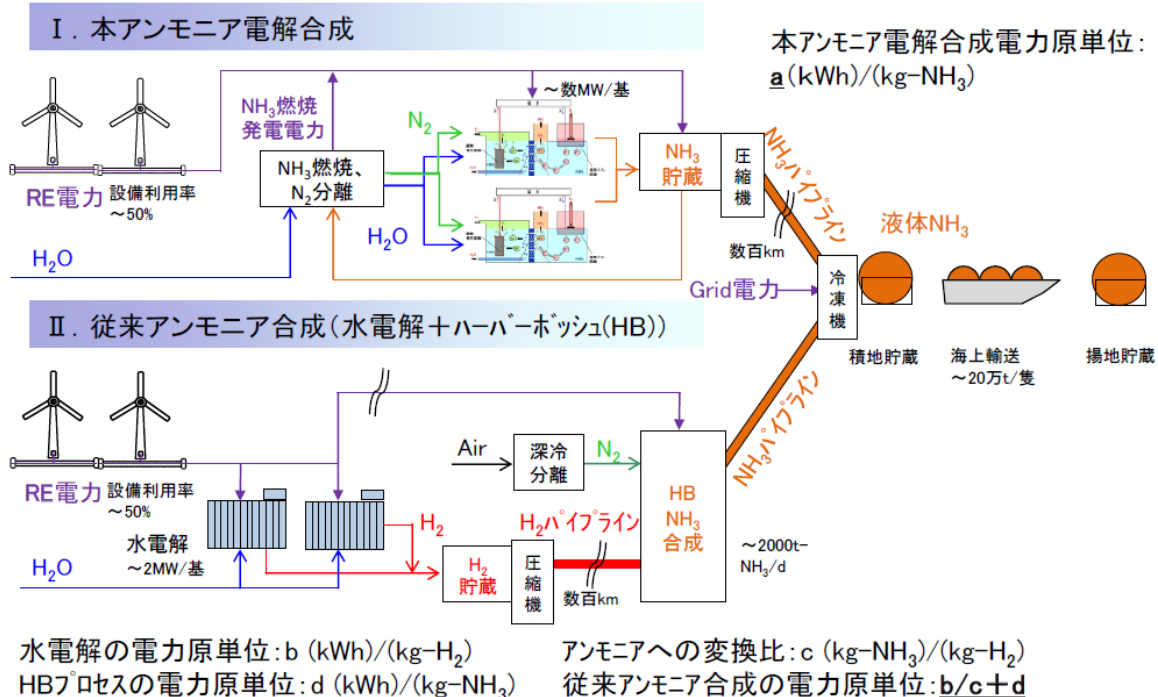 Ⅰ. 本アンモニア電解合成
本アンモニア電解合成電力原単位:
a(kWh)/(kg-NH₃)
NH₃燃焼
発電電力
~数MW/基
N₂
NH₃燃焼、
N₂分離
NH₃
貯蔵
圧縮機
NH₃パイプライン
RE電力
設備利用率
~50%
H₂O
H₂O
数百km
液体NH₃
Grid電力
冷凍機
積地貯蔵
海上輸送
~20万t/隻
揚地貯蔵
Ⅱ. 従来アンモニア合成(水電解+ハーバーボッシュ(HB))
Air
深冷
分離
N₂
HB
NH₃
合成
NH₃パイプライン
RE電力
設備利用率
~50%
水電解
~2MW/基
H₂O
H₂
H₂
貯蔵
圧縮機
H₂パイプライン
数百km
~2000t-
NH₃/d
水電解の電力原単位:b (kWh)/(kg-H₂)
アンモニアへの変換比:c (kg-NH₃)/(kg-H₂)
HBプロセスの電力原単位:d (kWh)/(kg-NH₃)
従来アンモニア合成の電力原単位:b/c+d